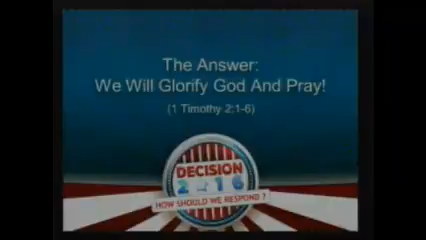 The Answer:
We Will Glorify God And Pray!
(1 Timothy 2:1-6)
DECISION
2016
HOW SHOULD WE RESPOND?